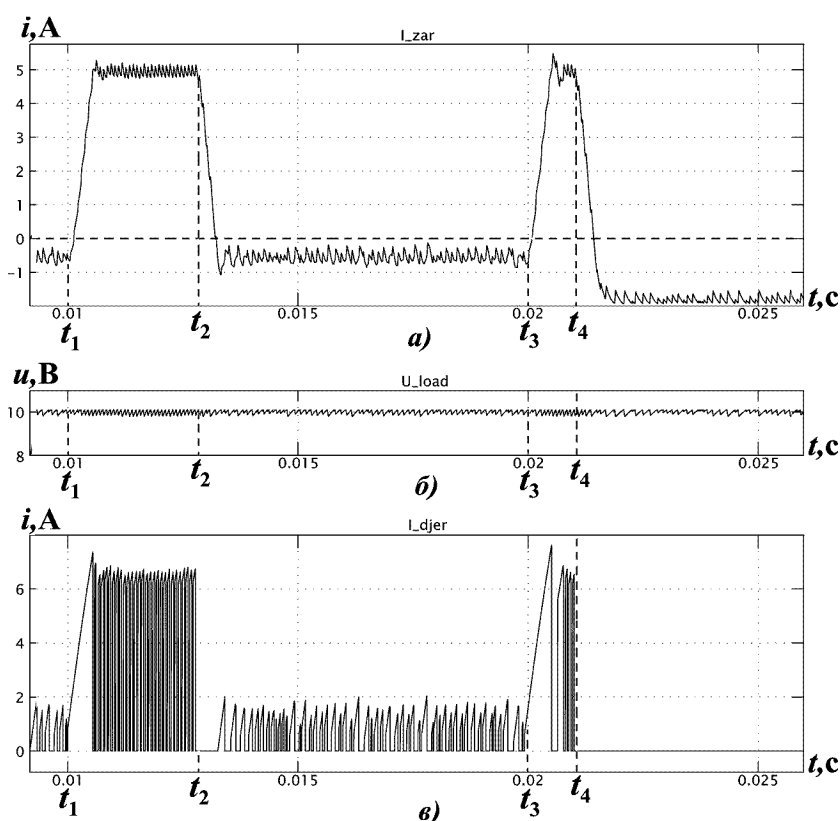 i,A
I_zar
5
4
3
2
1
0
-1
0.01
0.015
0.02
0.025
t,c
t1
t2
t3
t4
а)
u,B
U_load
10
8
0.01
0.015
0.02
0.025
t,c
t1
t2
t3
t4
б)
i,A
I_djer
6
4
2
0
0.01
0.015
0.02
0.025
t,c
t1
t2
t3
t4
в)